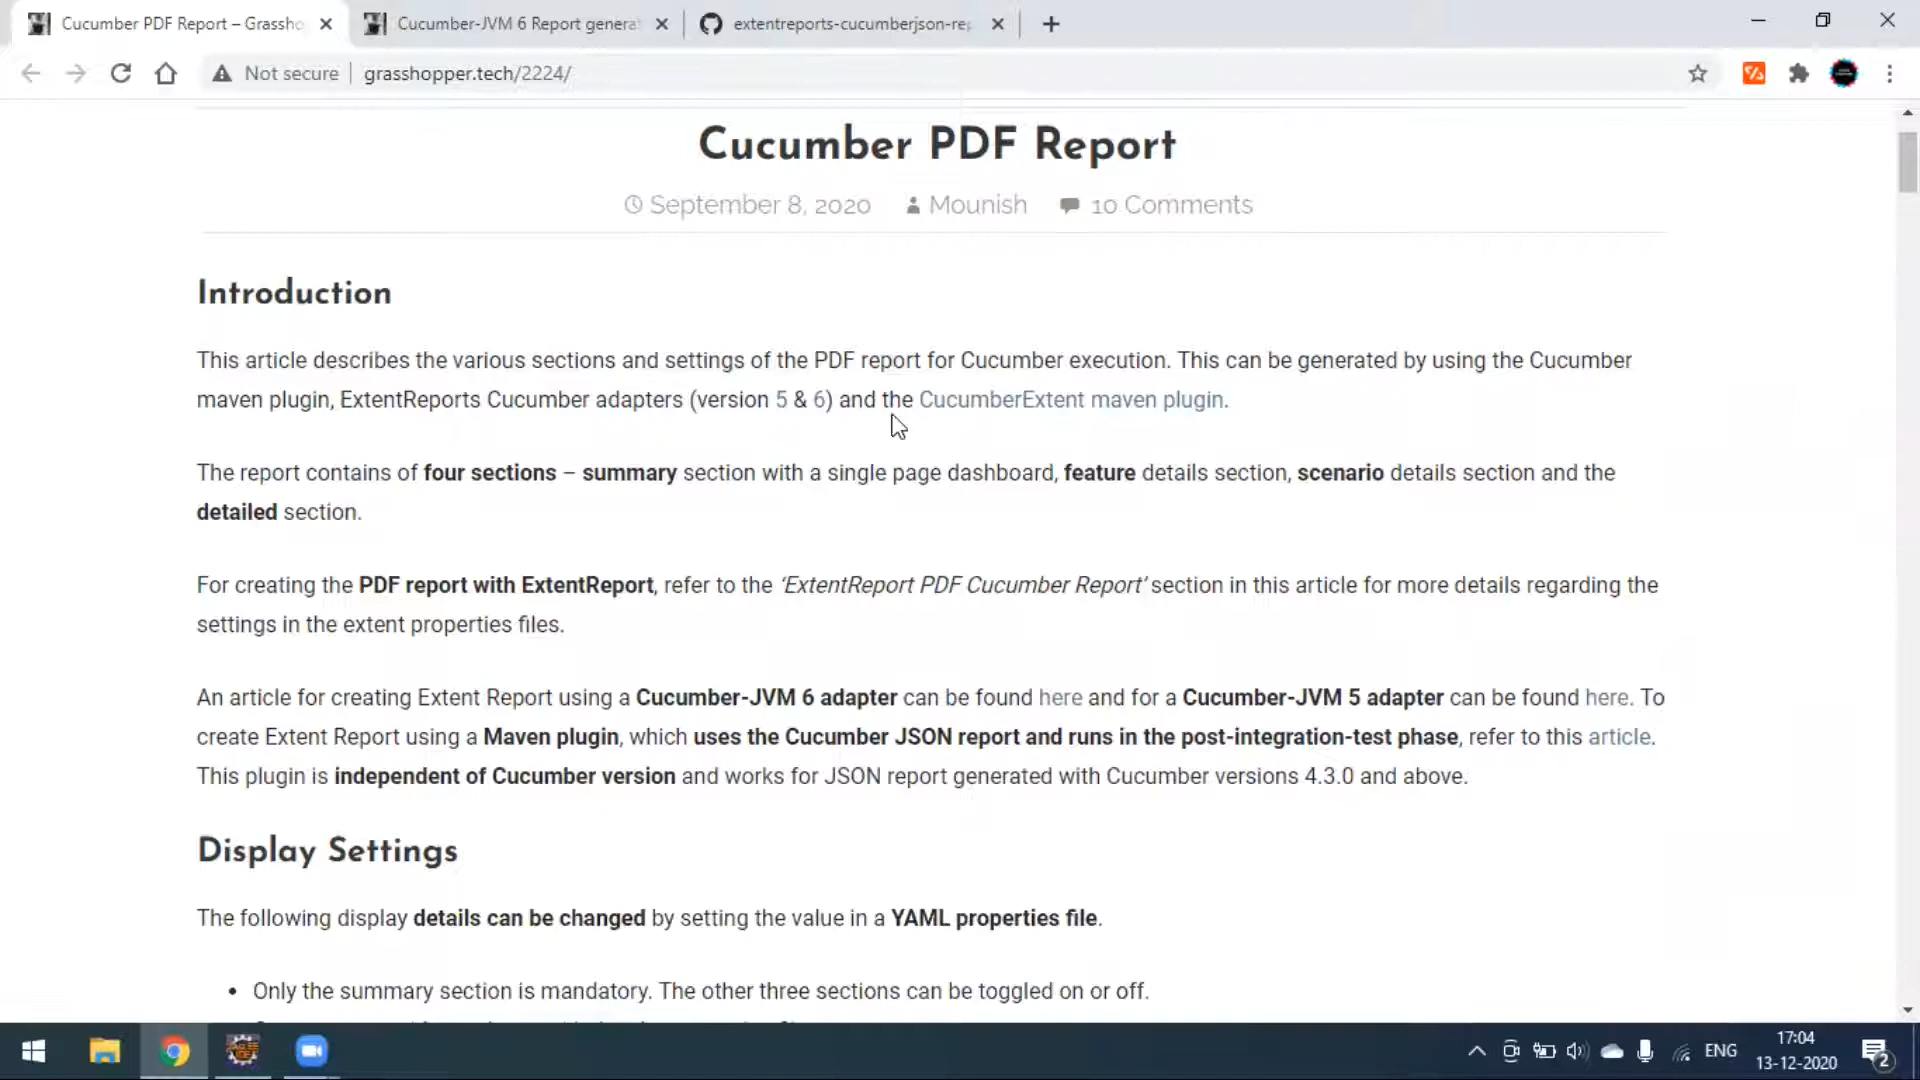 Cucumber PDF Report – Grassho
Cucumber-JVM 6 Report genera
extentreports-cucumberjson-rep
Not secure
grasshopper.tech/2224/
Cucumber PDF Report
September 8, 2020 Mounish 10 Comments
Introduction
This article describes the various sections and settings of the PDF report for Cucumber execution. This can be generated by using the Cucumber
maven plugin, ExtentReports Cucumber adapters (version 5 & 6) and the CucumberExtent maven plugin.
The report contains of four sections – summary section with a single page dashboard, feature details section, scenario details section and the
detailed section.
For creating the PDF report with ExtentReport, refer to the ‘ExtentReport PDF Cucumber Report’ section in this article for more details regarding the
settings in the extent properties files.
An article for creating Extent Report using a Cucumber-JVM 6 adapter can be found here and for a Cucumber-JVM 5 adapter can be found here. To
create Extent Report using a Maven plugin, which uses the Cucumber JSON report and runs in the post-integration-test phase, refer to this article.
This plugin is independent of Cucumber version and works for JSON report generated with Cucumber versions 4.3.0 and above.
Display Settings
The following display details can be changed by setting the value in a YAML properties file.
• Only the summary section is mandatory. The other three sections can be toggled on or off.
ENG
17:04
13-12-2020
2